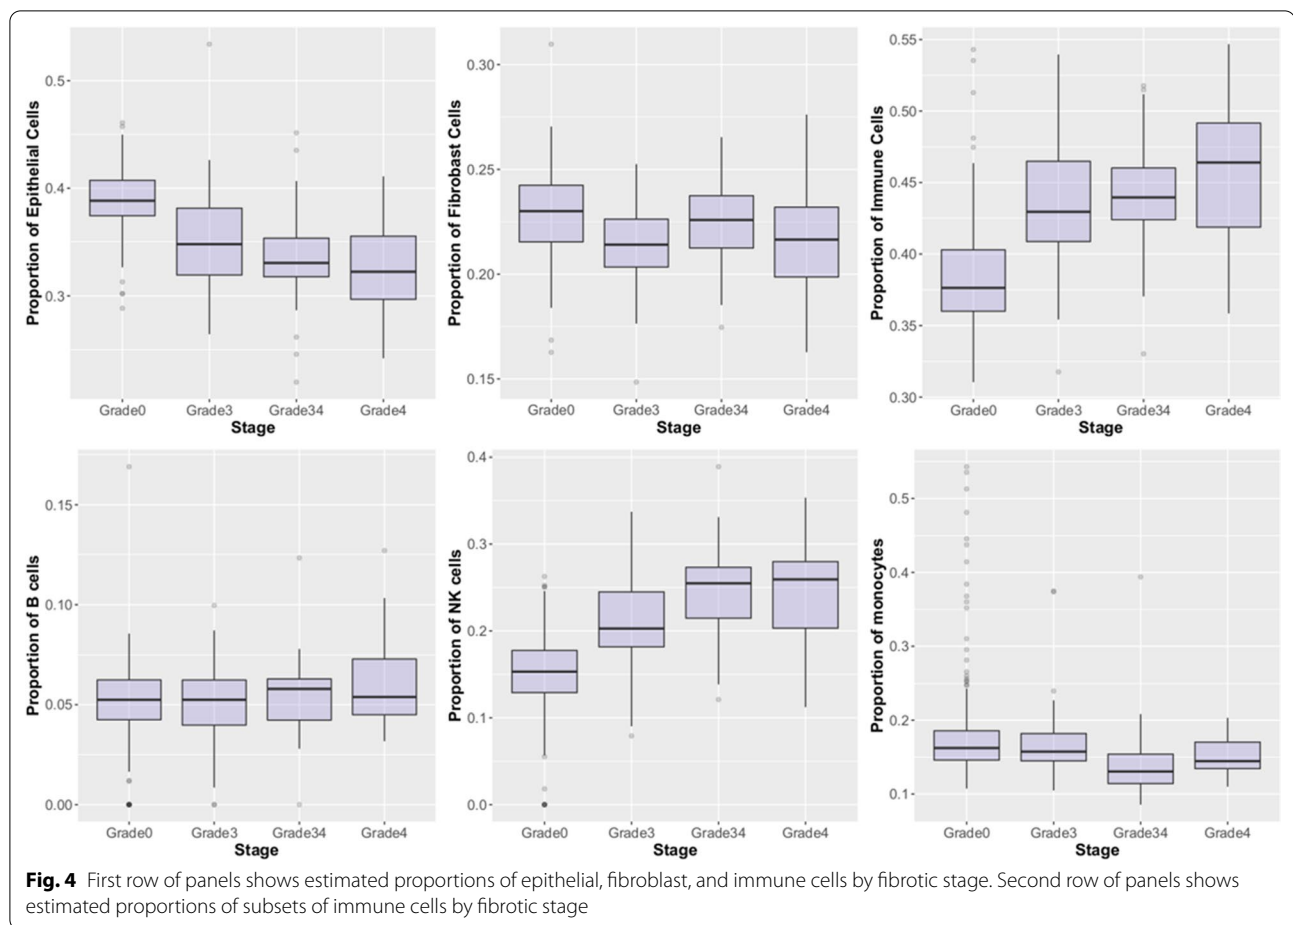 Proportion of Epithelial Cells
0.5
0.4
0.3
Grade0 Grade3 Grade34 Grade4
Stage
Proportion of Fibrobast Cells
0.30
0.25
0.20
0.15
Grade0 Grade3 Grade34 Grade4
Stage
Proportion of Immune Cells
0.55
0.50
0.45
0.40
0.35
0.30
Grade0 Grade3 Grade34 Grade4
Stage
Proportion of B cells
0.15
0.10
0.05
0.00
Grade0 Grade3 Grade34 Grade4
Stage
Proportion of NK cells
0.4
0.3
0.2
0.1
0.0
Grade0 Grade3 Grade34 Grade4
Stage
Proportion of monocytes
0.5
0.4
0.3
0.2
0.1
Grade0 Grade3 Grade34 Grade4
Stage
Fig. 4 First row of panels shows estimated proportions of epithelial, fibroblast, and immune cells by fibrotic stage. Second row of panels shows
estimated proportions of subsets of immune cells by fibrotic stage